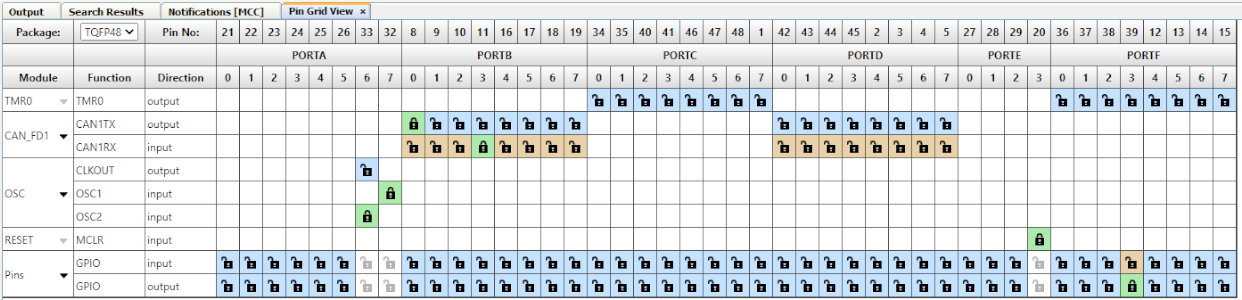 Output Search Results Notifications [MCC] Pin Grid View ×
Package: TQFP48 Pin No: 21 22 23 24 25 26 33 32 8 9 10 11 16 17 18 19 34 35 40 41 46 47 48 1 42 43 44 45 2 3 4 5 27 28 29 20 36 37 38 39 12 13 14 15
PORTA PORTB PORTC PORTD PORTE PORTF
Module Function Direction 0 1 2 3 4 5 6 7 0 1 2 3 4 5 6 7 0 1 2 3 4 5 6 7 0 1 2 3 4 5 6 7 0 1 2 3 0 1 2 3 4 5 6 7
TMR0 TMR0 output
CAN_FD1 CAN1TX output
CAN1RX input
CLKOUT output
OSC OSC1 input
OSC2 input
RESET MCLR input
Pins GPIO input
GPIO output